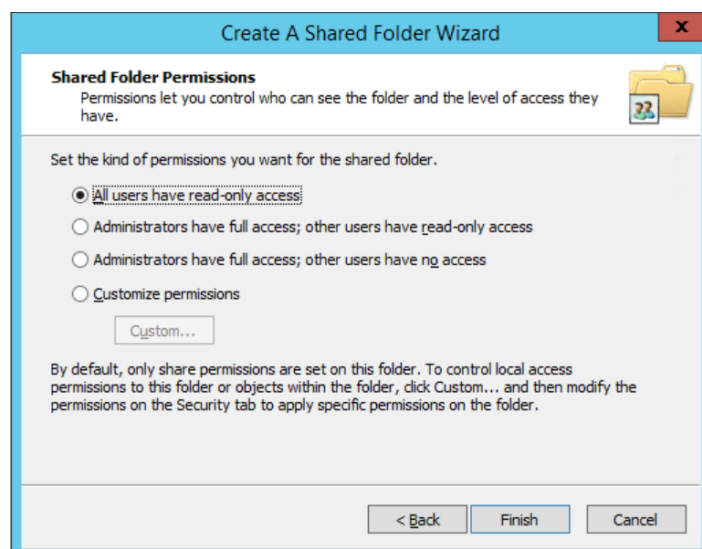 Create A Shared Folder Wizard
x
Shared Folder Permissions
Permissions let you control who can see the folder and the level of access they
have.
Set the kind of permissions you want for the shared folder.
All users have read-only access
Administrators have full access; other users have read-only access
Administrators have full access; other users have no access
Customize permissions
Custom...
By default, only share permissions are set on this folder. To control local access
permissions to this folder or objects within the folder, click Custom... and then modify the
permissions on the Security tab to apply specific permissions on the folder.
< Back
Finish
Cancel